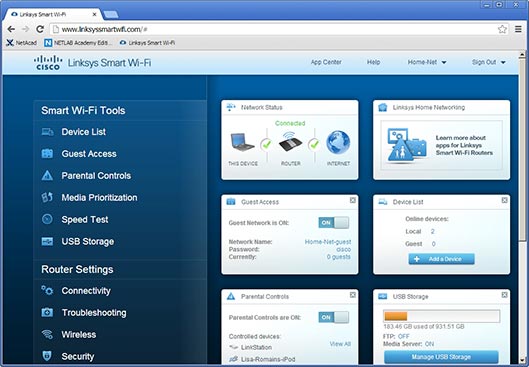 Linksys Smart Wi-Fi
www.linksyssmartwifi.com/#
NetAcad
NETLAB Academy Editi...
Linksys Smart Wi-Fi
CISCO
Linksys Smart Wi-Fi
App Center
Help
Home-Net
Sign Out
Smart Wi-Fi Tools
Device List
Guest Access
Parental Controls
Media Prioritization
Speed Test
USB Storage
Router Settings
Connectivity
Troubleshooting
Wireless
Security
Network Status
Connected
THIS DEVICE
ROUTER
INTERNET
Linksys Home Networking
Learn more about
apps for Linksys
Smart Wi-Fi Routers
Guest Access
Guest Network is ON:
ON
Network Name: Home-Net-guest
Password: cisco
Currently: 0 guests
Device List
Online devices:
Local 2
Guest 0
+ Add a Device
Parental Controls
Parental Controls are ON:
ON
Controlled devices:
View All
LinkStation
Lisa-Romains-iPod
USB Storage
183.46 GB used of 931.51 GB
FTP: OFF
Media Server: ON
Manage USB Storage